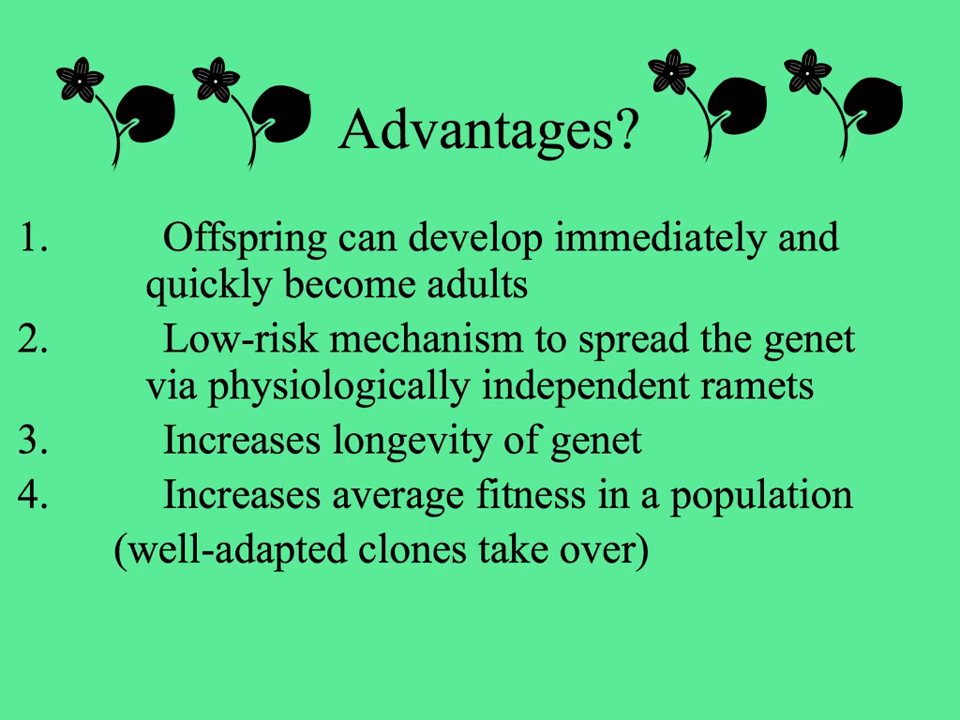 Advantages?
1. Offspring can develop immediately and
quickly become adults
2. Low-risk mechanism to spread the genet
via physiologically independent ramets
3. Increases longevity of genet
4. Increases average fitness in a population
(well-adapted clones take over)